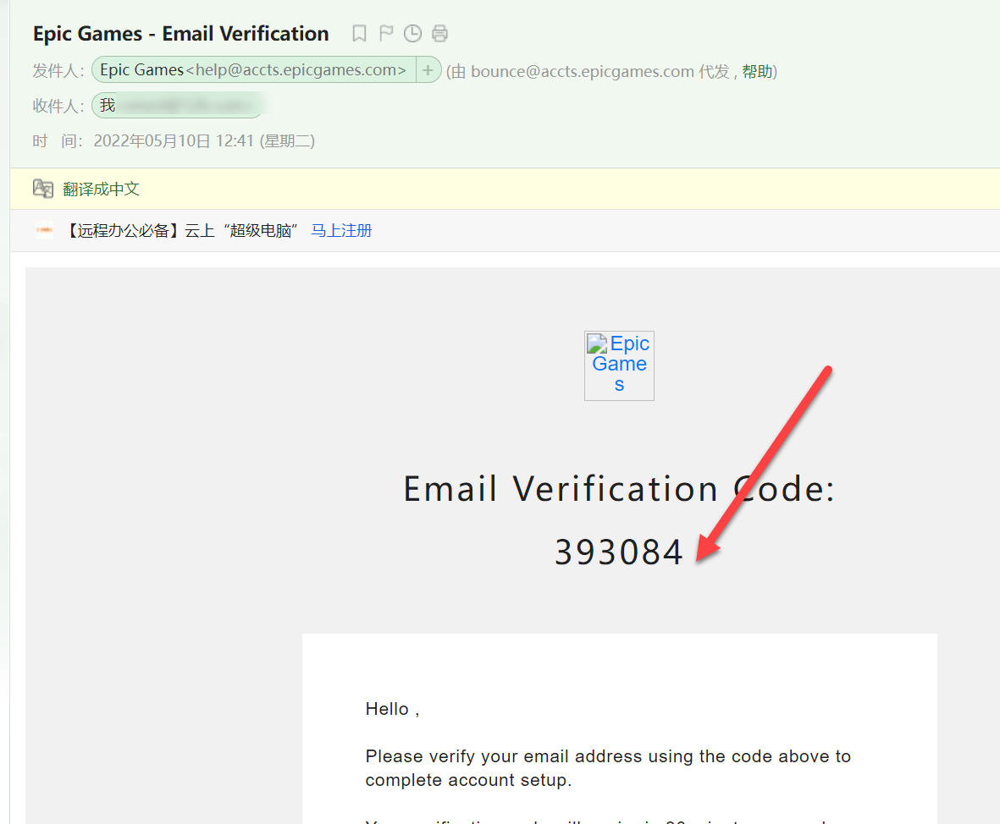 Epic Games - Email Verification
发件人： Epic Games<help@accts.epicgames.com> + (由 bounce@accts.epicgames.com 代发 , 帮助)
收件人： 我
时 间： 2022年05月10日 12:41 (星期二)
翻译成中文
【远程办公必备】云上“超级电脑” 马上注册
Epic
Game
s
Email Verification Code:
393084
Hello ,
Please verify your email address using the code above to
complete account setup.